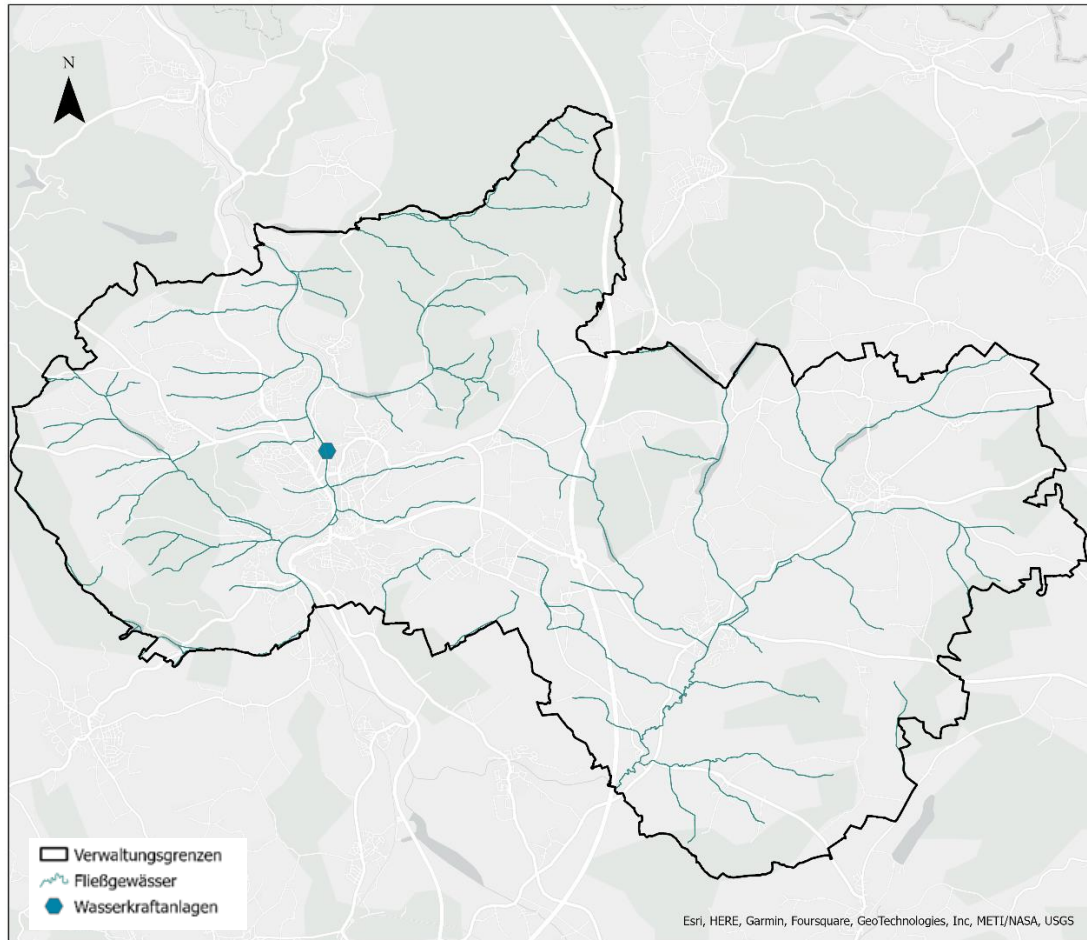 N
Verwaltungsgrenzen
Fließgewässer
Wasserkraftanlagen
Esri, HERE, Garmin, Foursquare, GeoTechnologies, Inc, METI/NASA, USGS